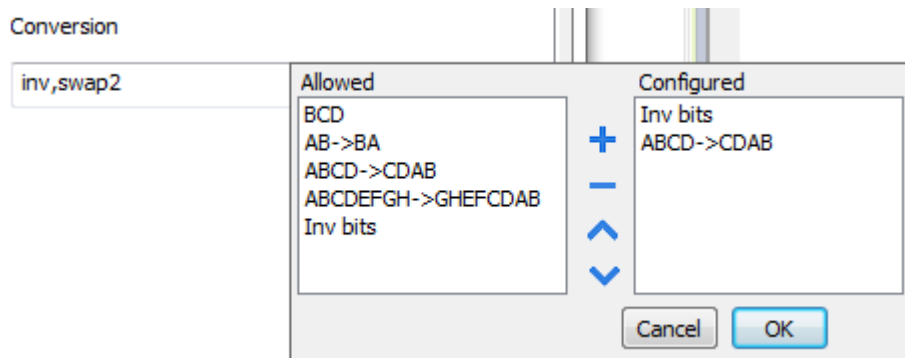 Conversion
inv,swap2
Allowed
BCD
AB->BA
ABCD->CDAB
ABCDEFGH->GHEFCDAB
Inv bits
Configured
Inv bits
ABCD->CDAB
Cancel
OK